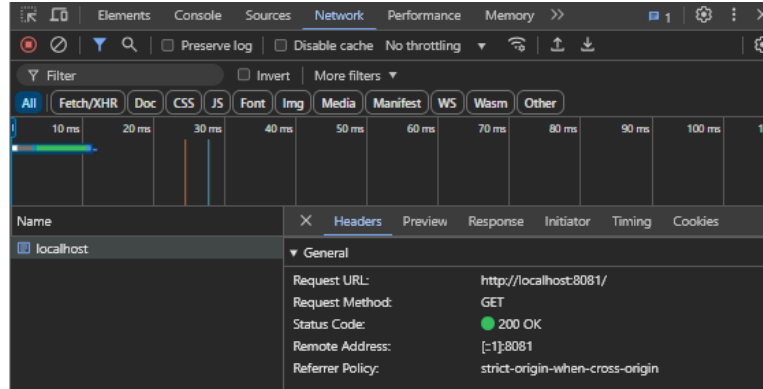 Elements Console Sources Network Performance Memory 1
Preserve log Disable cache No throttling
Filter Invert More filters
All Fetch/XHR Doc CSS JS Font Img Media Manifest WS Wasm Other
10 ms 20 ms 30 ms 40 ms 50 ms 60 ms 70 ms 80 ms 90 ms 100 ms 1
Name Headers Preview Response Initiator Timing Cookies
localhost
General
Request URL: http://localhost:8081/
Request Method: GET
Status Code: 200 OK
Remote Address: [::1]:8081
Referrer Policy: strict-origin-when-cross-origin